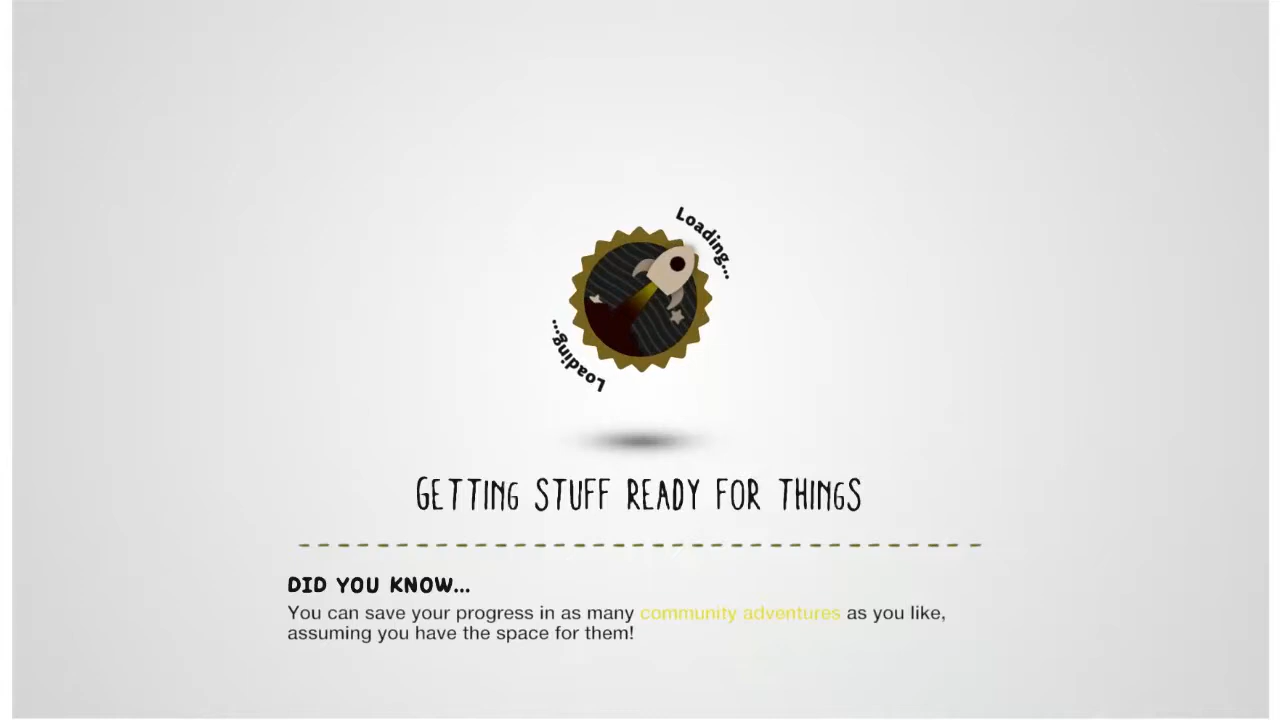 Loading...
Loading...
GETTING STUFF READY FOR THINGS
DID YOU KNOW...
You can save your progress in as many community adventures as you like,
assuming you have the space for them!